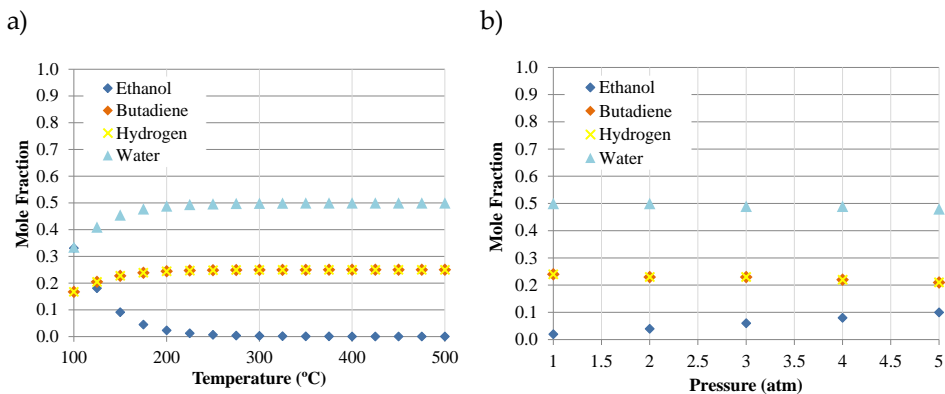 a)
b)
1.0
0.9
0.8
0.7
0.6
0.5
0.4
0.3
0.2
0.1
0.0
Mole Fraction
Ethanol
Butadiene
Hydrogen
Water
100
200
300
400
500
Temperature (ºC)
1.0
0.9
0.8
0.7
0.6
0.5
0.4
0.3
0.2
0.1
0.0
Mole Fraction
Ethanol
Butadiene
Hydrogen
Water
1
1.5
2
2.5
3
3.5
4
4.5
5
Pressure (atm)